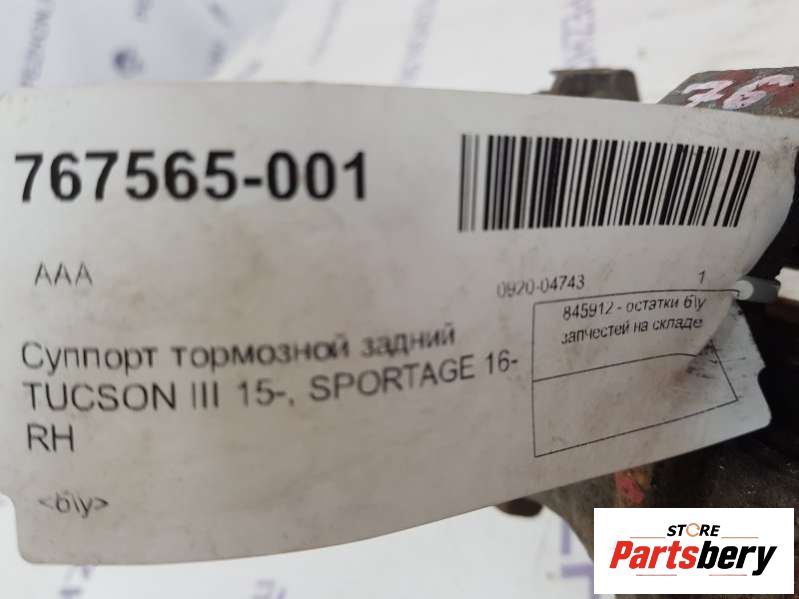 76
767565-001
AAA
0920-04743 1
845912 - остатки б\у
запчестей на складе
Суппорт тормозной задний
TUCSON III 15-, SPORTAGE 16-
RH
<б\у>
STORE
Partsbery